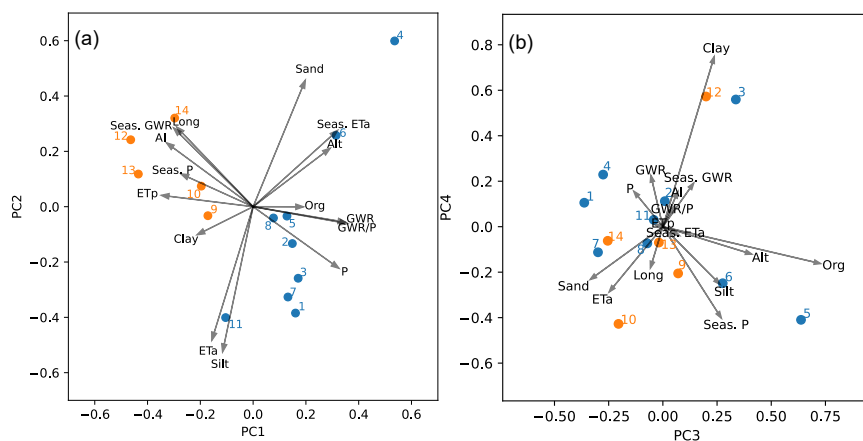 (a)
0.6
0.4
0.2
0.0
−0.2
−0.4
−0.6
PC2
−0.6
−0.4
−0.2
0.0
0.2
0.4
0.6
PC1
4
Sand
14
Long
Seas. GWR
12
AI
Seas. ETa
6
Alt
13
Seas. P
10
ETp
Org
9
8
5
GWR
GWR/P
Clay
2
P
3
7
1
11
ETa
Silt
(b)
0.8
0.6
0.4
0.2
0.0
−0.2
−0.4
−0.6
PC4
−0.50
−0.25
0.00
0.25
0.50
0.75
PC3
Clay
12
3
4
GWR
Seas. GWR
P
AI
2
1
GWR/P
11
ETp
Seas. ETa
14
13
7
8
Alt
Org
9
Long
Sand
6
Silt
ETa
Seas. P
10
5